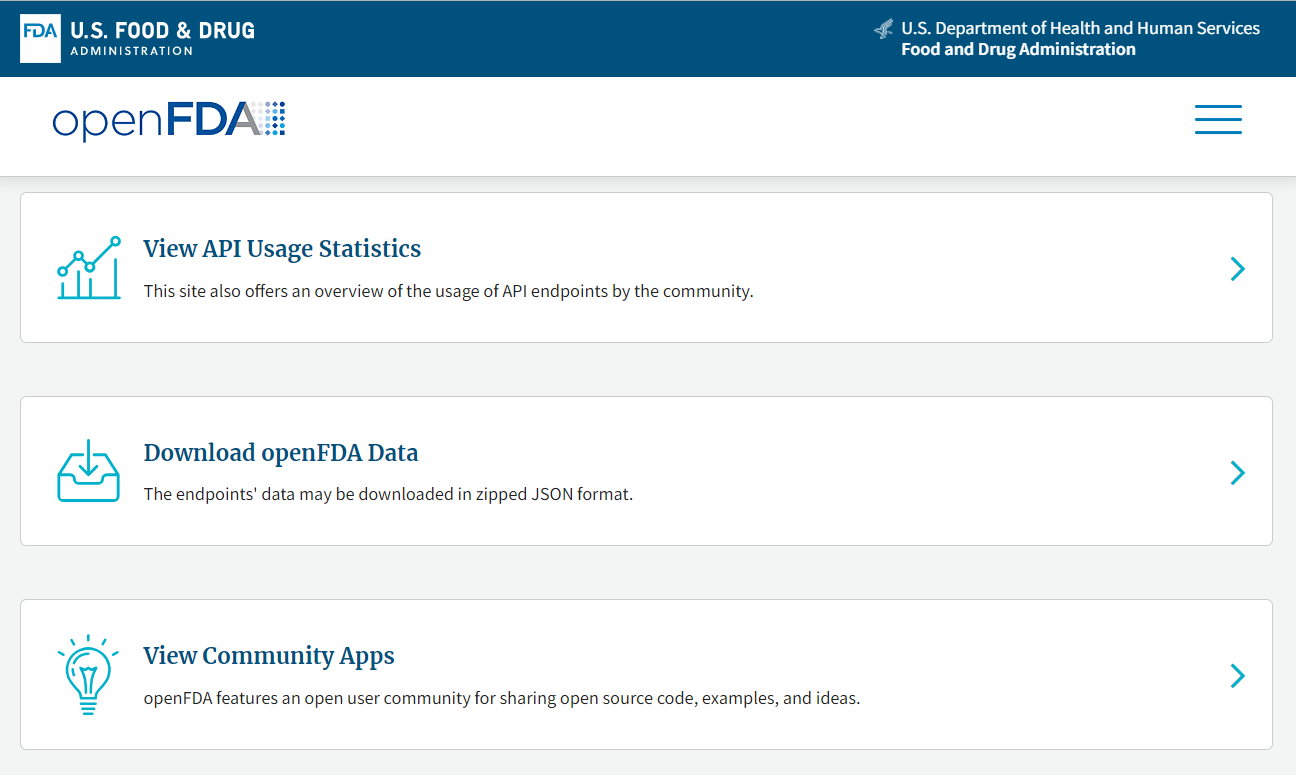 FDA U.S. FOOD & DRUG
ADMINISTRATION
U.S. Department of Health and Human Services
Food and Drug Administration
openFDA
View API Usage Statistics
This site also offers an overview of the usage of API endpoints by the community.
Download openFDA Data
The endpoints' data may be downloaded in zipped JSON format.
View Community Apps
openFDA features an open user community for sharing open source code, examples, and ideas.